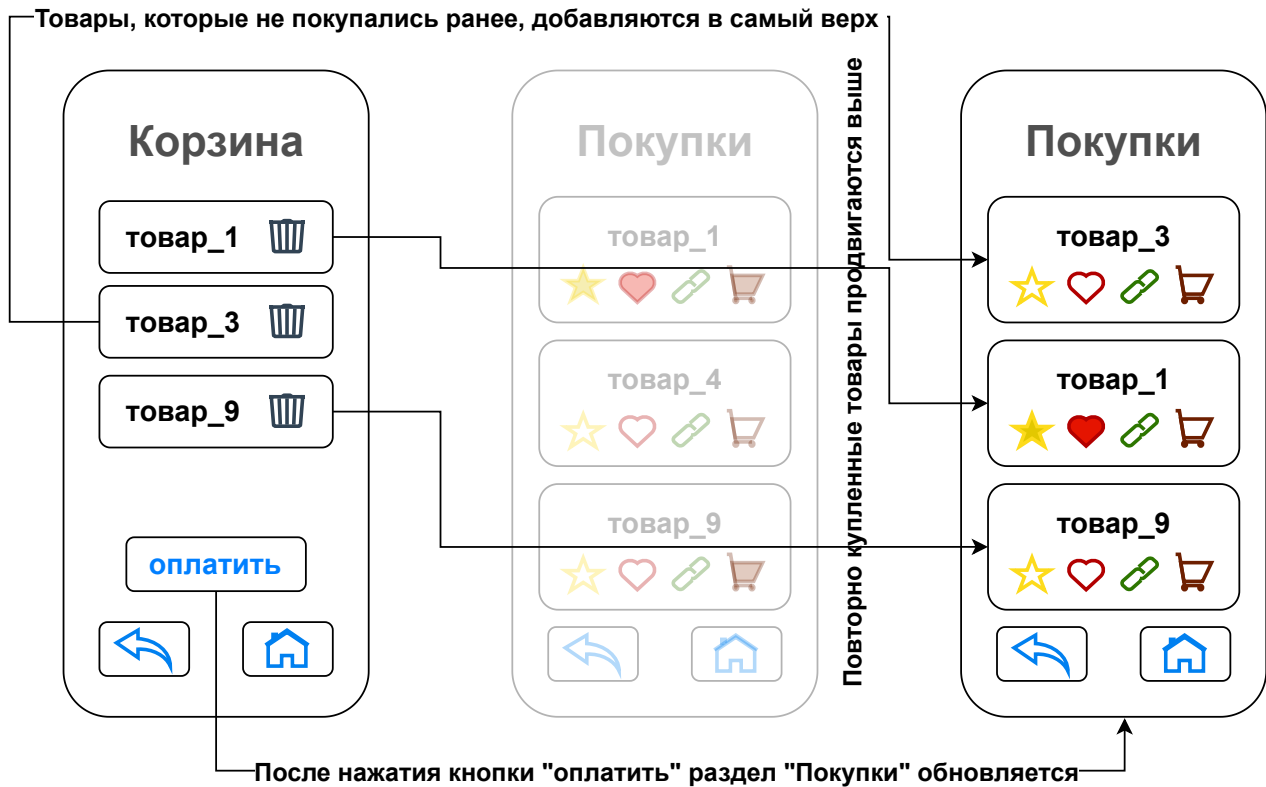 Товары, которые не покупались ранее, добавляются в самый верх
Корзина
товар_1
товар_3
товар_9
оплатить
Покупки
товар_1
товар_4
товар_9
Повторно купленные товары продвигаются выше
Покупки
товар_3
товар_1
товар_9
После нажатия кнопки "оплатить" раздел "Покупки" обновляется